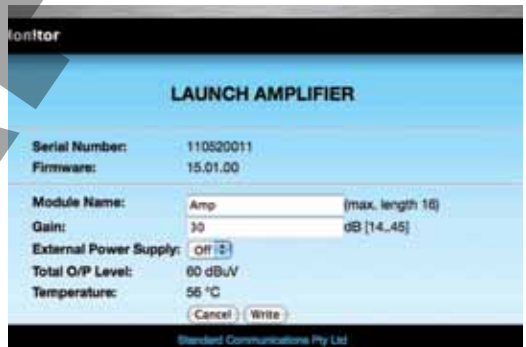 Monitor
LAUNCH AMPLIFIER
Serial Number: 110520011
Firmware: 15.01.00
Module Name: Amp (max. length 16)
Gain: 30 dB [14..45]
External Power Supply: Off
Total O/P Level: 60 dBuV
Temperature: 56 °C
Cancel Write
Standard Communications Pty Ltd